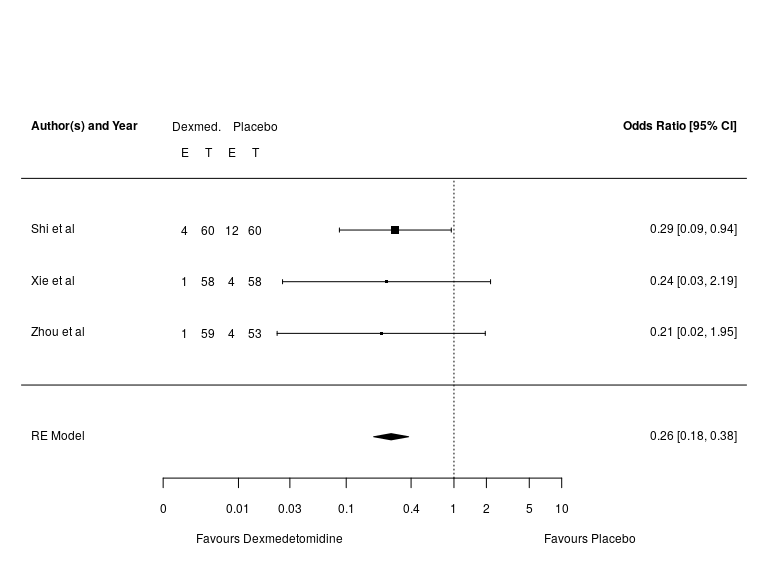 Author(s) and Year Dexmed. Placebo Odds Ratio [95% CI]
E T E T
Shi et al 4 60 12 60 0.29 [0.09, 0.94]
Xie et al 1 58 4 58 0.24 [0.03, 2.19]
Zhou et al 1 59 4 53 0.21 [0.02, 1.95]
RE Model 0.26 [0.18, 0.38]
0 0.01 0.03 0.1 0.4 1 2 5 10
Favours Dexmedetomidine Favours Placebo